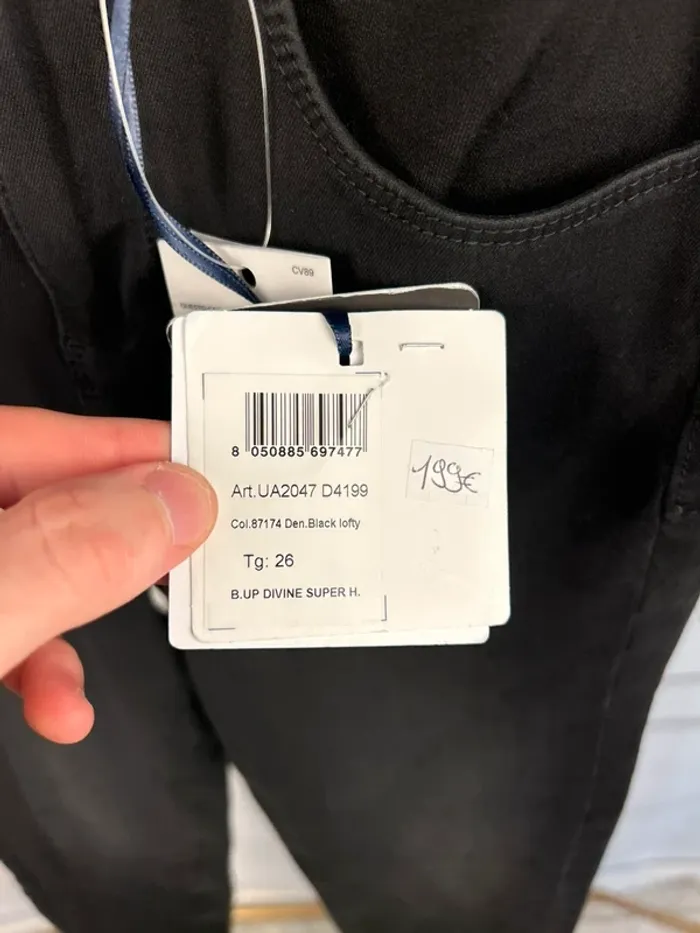 CV89
8 050885 697477
Art.UA2047 D4199
Col.87174 Den.Black lofty
Tg: 26
B.UP DIVINE SUPER H.
199€